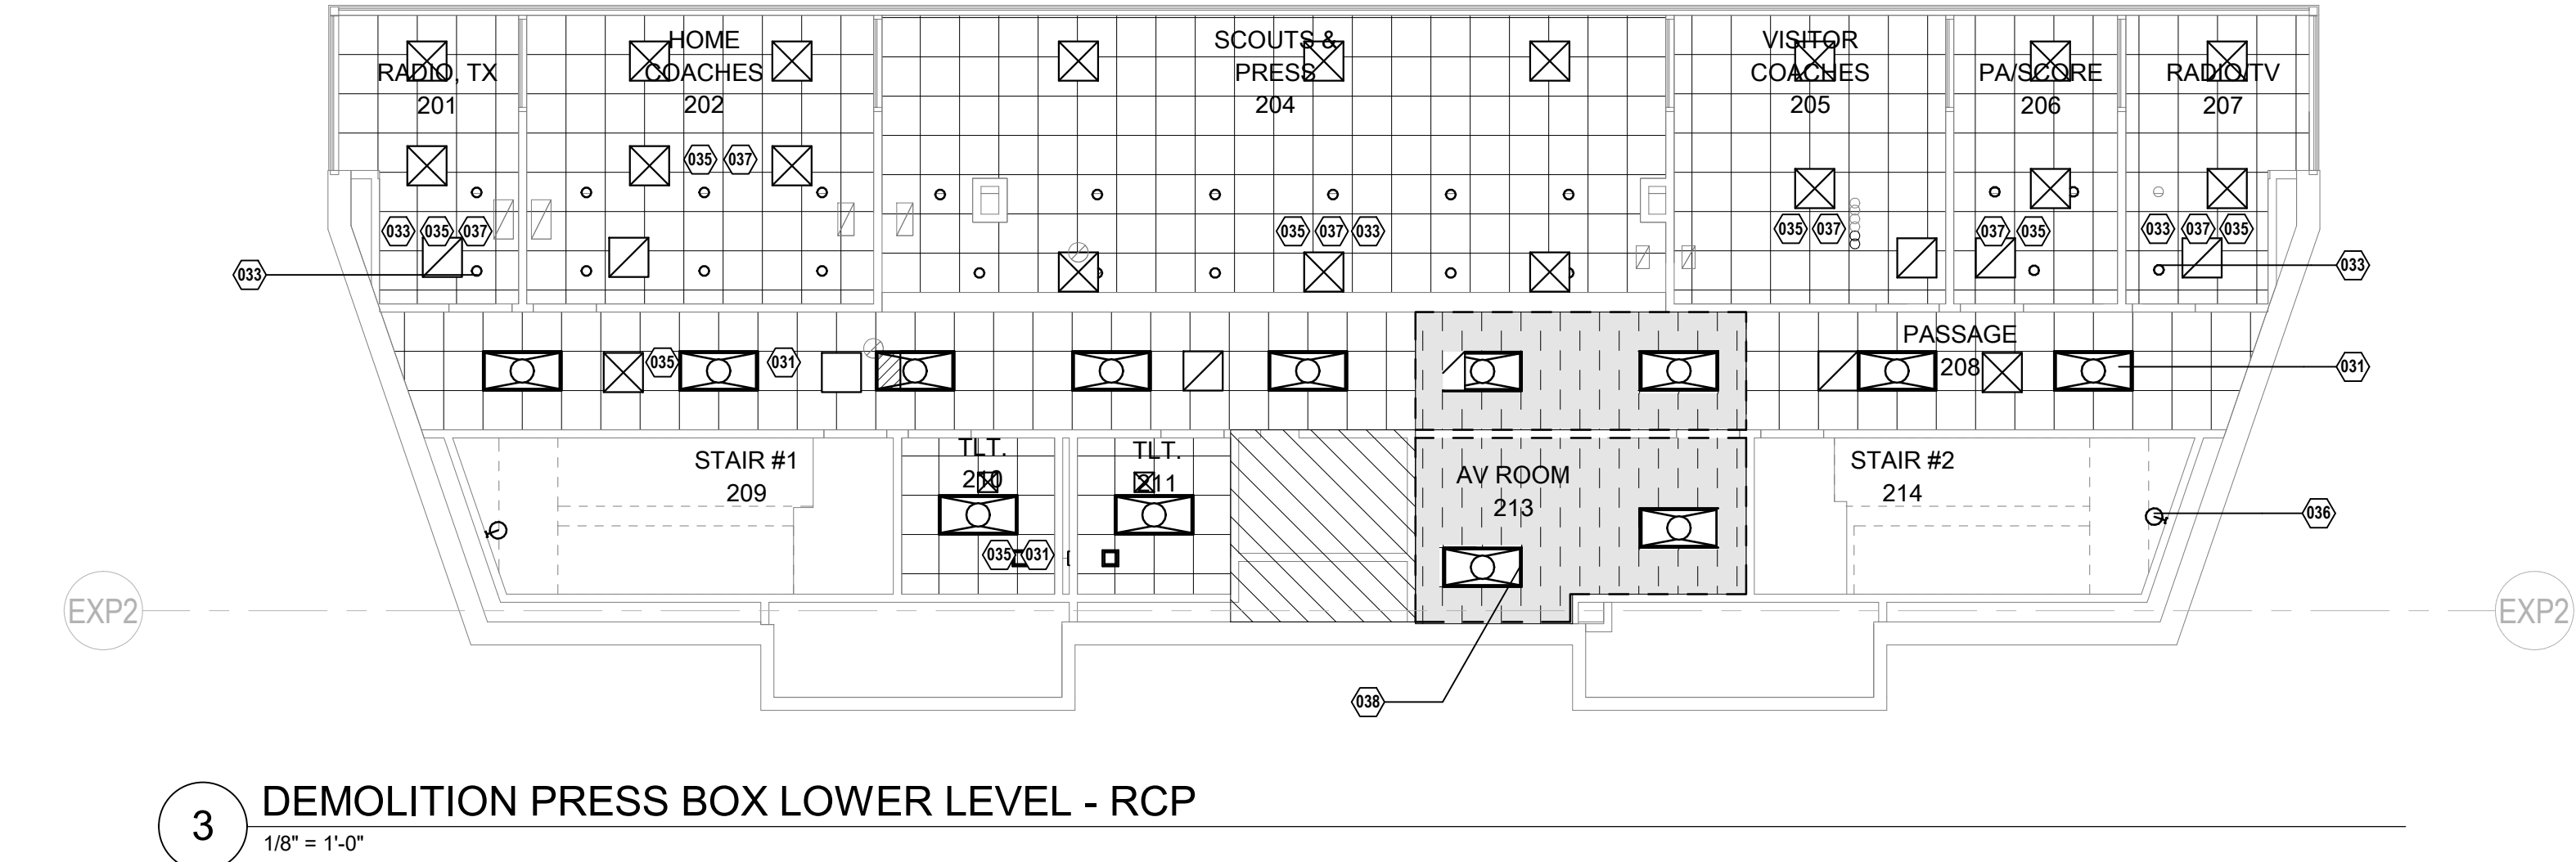 RADIO, TX
201
HOME
COACHES
202
SCOUTS &
PRESS
204
VISITOR
COACHES
205
PA/SCORE
206
RADIO/TV
207
035 037
033 035 037
035 037 033
035 037
037 035
033 037 035
033
033
PASSAGE
208
035
031
031
STAIR #1
209
TLT.
210
TLT.
211
035 031
AV ROOM
213
STAIR #2
214
036
EXP2
EXP2
038
3
DEMOLITION PRESS BOX LOWER LEVEL - RCP
1/8" = 1'-0"